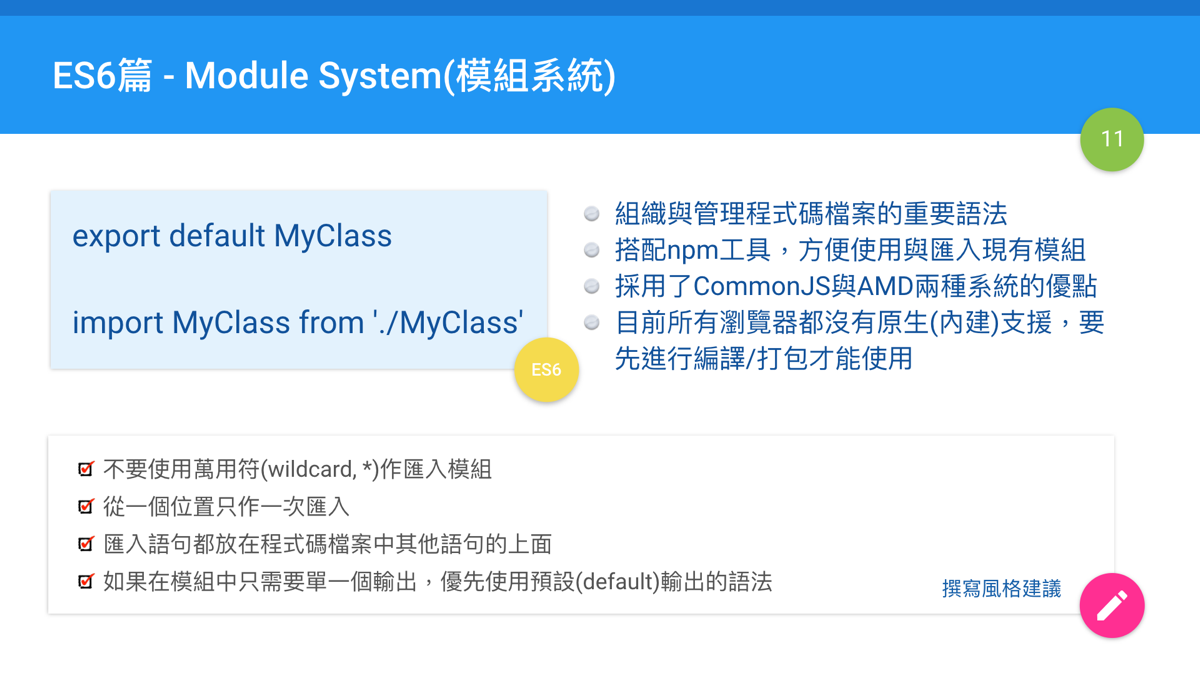 ES6篇 - Module System(模組系統)
11
export default MyClass
import MyClass from './MyClass'
ES6
組織與管理程式碼檔案的重要語法
搭配npm工具，方便使用與匯入現有模組
採用了CommonJS與AMD兩種系統的優點
目前所有瀏覽器都沒有原生(內建)支援，要
先進行編譯/打包才能使用
不要使用萬用符(wildcard, *)作匯入模組
從一個位置只作一次匯入
匯入語句都放在程式碼檔案中其他語句的上面
如果在模組中只需要單一個輸出，優先使用預設(default)輸出的語法
撰寫風格建議